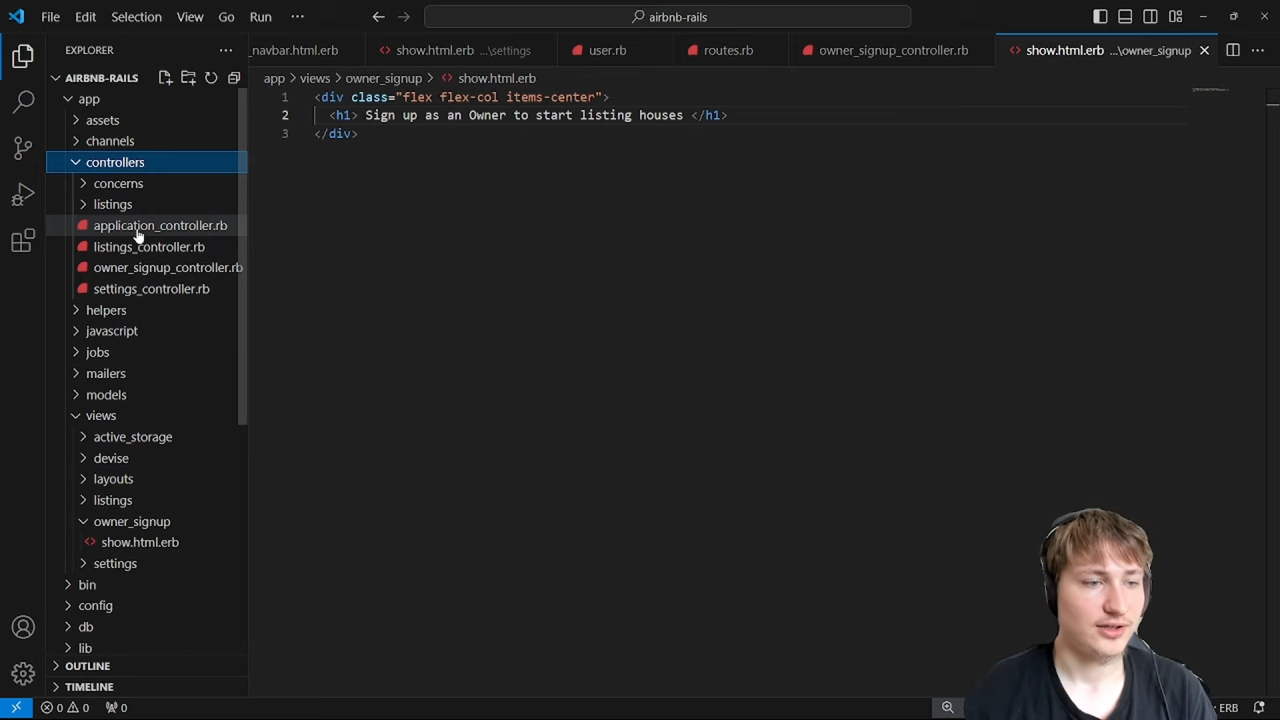 File Edit Selection View Go Run ··· airbnb-rails
EXPLORER ···
navbar.html.erb show.html.erb ...\settings user.rb routes.rb owner_signup_controller.rb show.html.erb ...\owner_signup
AIRBNB-RAILS
app > views > owner_signup > show.html.erb
app
assets
channels
controllers
concerns
listings
application_controller.rb
listings_controller.rb
owner_signup_controller.rb
settings_controller.rb
helpers
javascript
jobs
mailers
models
views
active_storage
devise
layouts
listings
owner_signup
show.html.erb
settings
bin
config
db
lib
OUTLINE
TIMELINE
1 <div class="flex flex-col items-center">
2 <h1> Sign up as an Owner to start listing houses </h1>
3 </div>
0 0 0 ERB